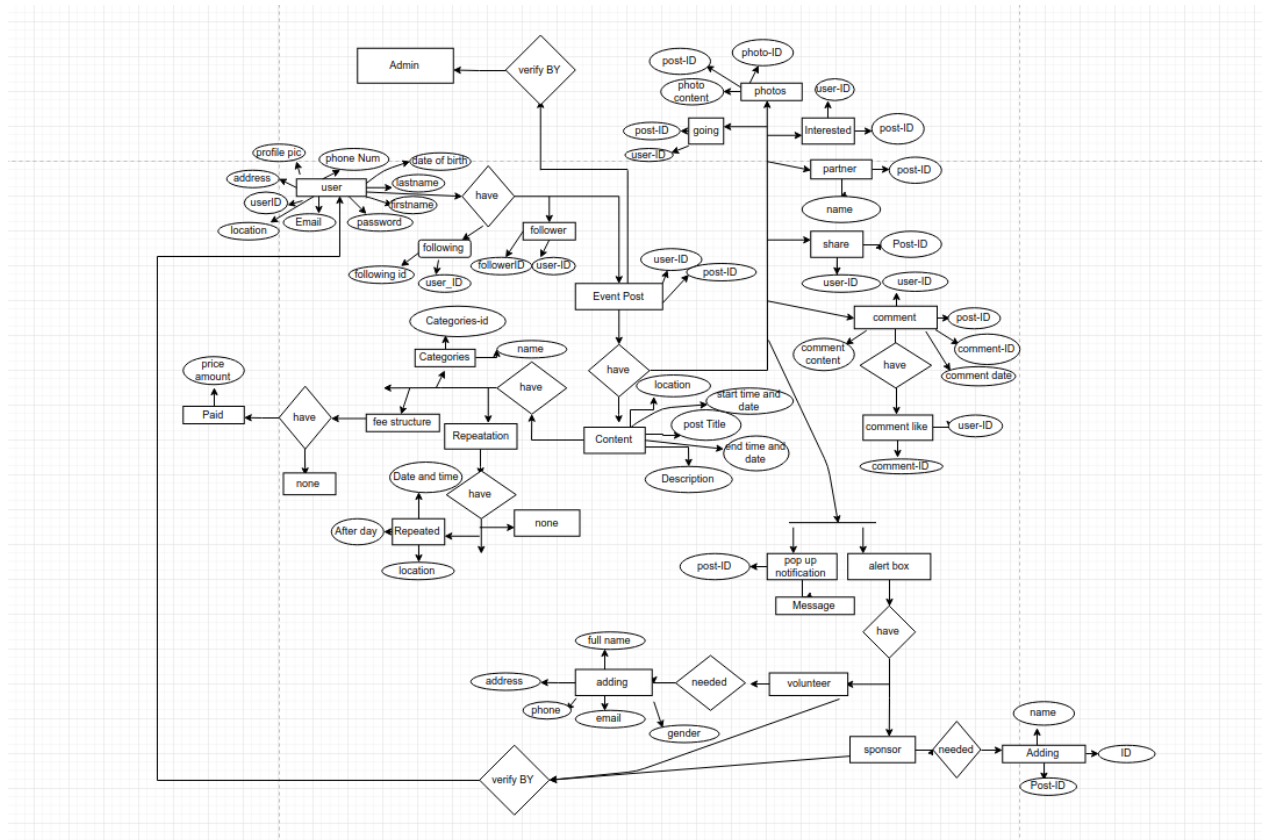 Admin
verify BY
photo-ID
post-ID
photo
content
photos
user-ID
post-ID
going
Interested
post-ID
user-ID
partner
post-ID
name
profile pic
phone Num
date of birth
address
user
lastname
have
userID
firstname
location
Email
password
following
follower
following id
user_ID
followerID
user-ID
share
Post-ID
user-ID
user-ID
post-ID
user-ID
Event Post
comment
post-ID
comment
content
comment-ID
have
comment date
comment like
user-ID
comment-ID
Categories-id
Categories
name
price
amount
have
have
location
start time and
date
Paid
have
fee structure
Repeatation
Content
post Title
end time and
date
none
Date and time
have
Description
After day
Repeated
none
location
post-ID
pop up
notification
alert box
Message
have
full name
address
adding
needed
volunteer
phone
email
gender
name
sponsor
needed
Adding
ID
Post-ID
verify BY